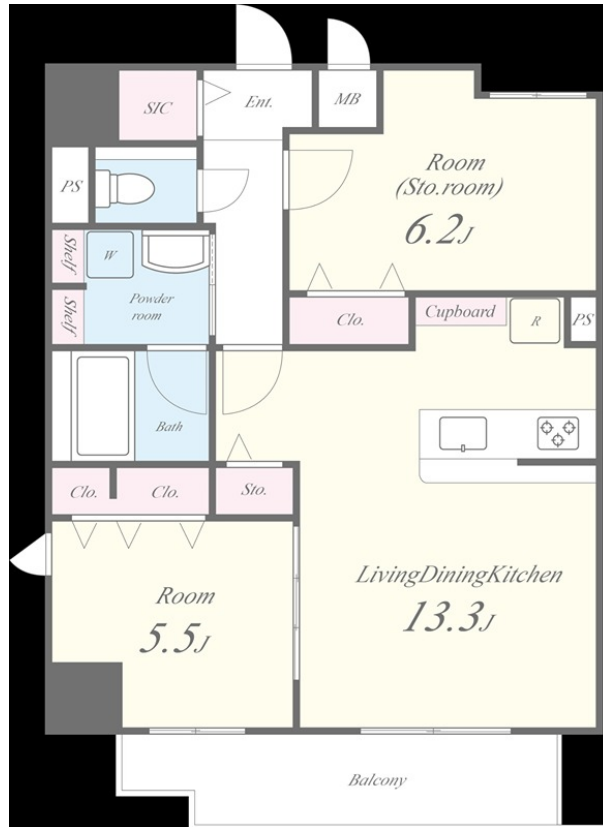 SIC
Ent.
MB
PS
Room
(Sto.room)
6.2J
Shelf
W
Shelf
Powder
room
Clo.
Cupboard
R
PS
Bath
Clo.
Clo.
Sto.
Room
5.5J
LivingDiningKitchen
13.3J
Balcony